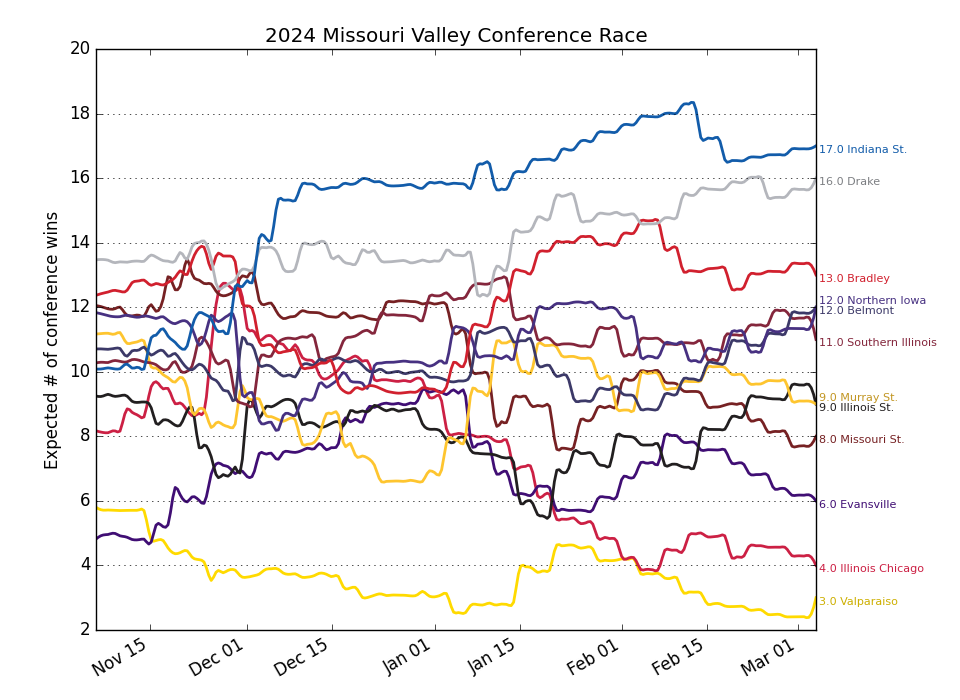 2024 Missouri Valley Conference Race
Expected # of conference wins
20
18
16
14
12
10
8
6
4
2
17.0 Indiana St.
16.0 Drake
13.0 Bradley
12.0 Northern Iowa
12.0 Belmont
11.0 Southern Illinois
9.0 Murray St.
9.0 Illinois St.
8.0 Missouri St.
6.0 Evansville
4.0 Illinois Chicago
3.0 Valparaiso
Nov 15
Dec 01
Dec 15
Jan 01
Jan 15
Feb 01
Feb 15
Mar 01